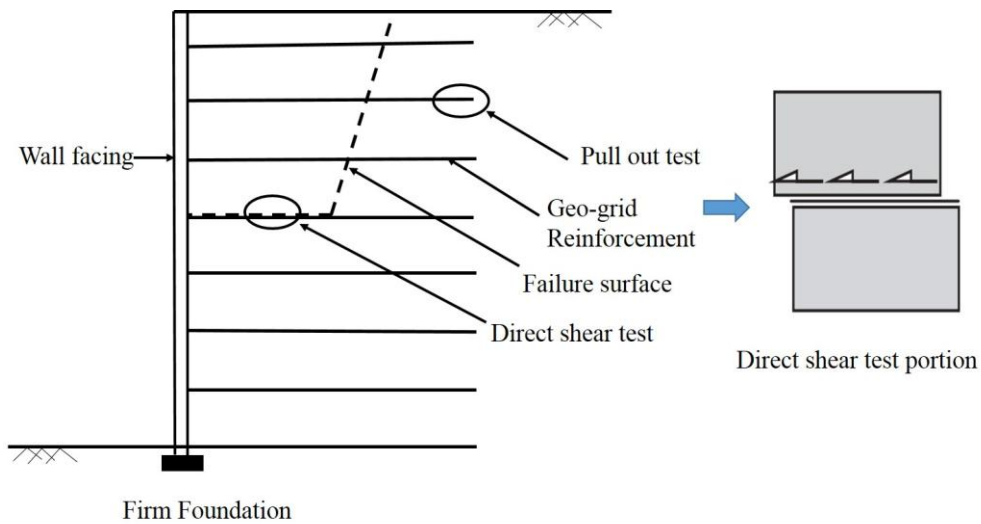 Wall facing
Pull out test
Geo-grid
Reinforcement
Failure surface
Direct shear test
Direct shear test portion
Firm Foundation